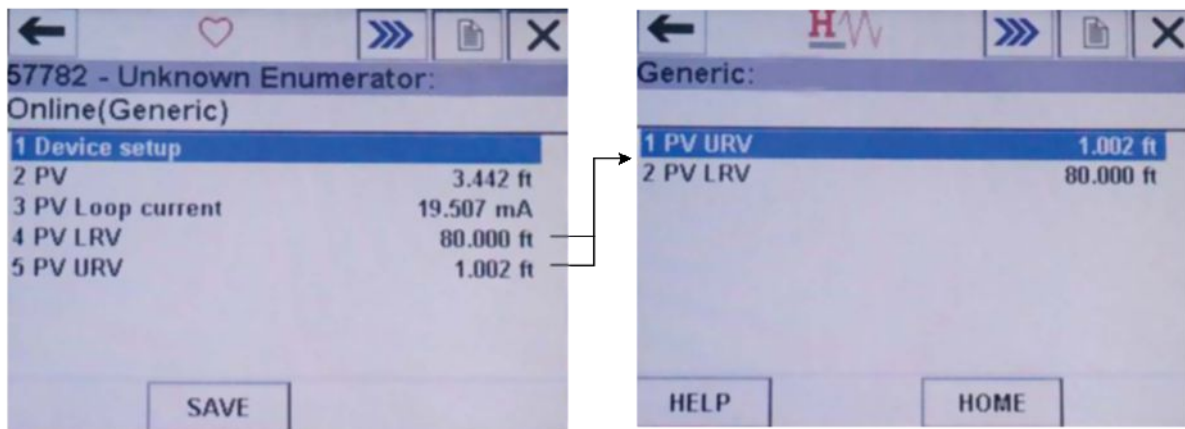 57782 - Unknown Enumerator:
Online(Generic)
1 Device setup
2 PV 3.442 ft
3 PV Loop current 19.507 mA
4 PV LRV 80.000 ft
5 PV URV 1.002 ft
SAVE
H
Generic:
1 PV URV 1.002 ft
2 PV LRV 80.000 ft
HELP HOME